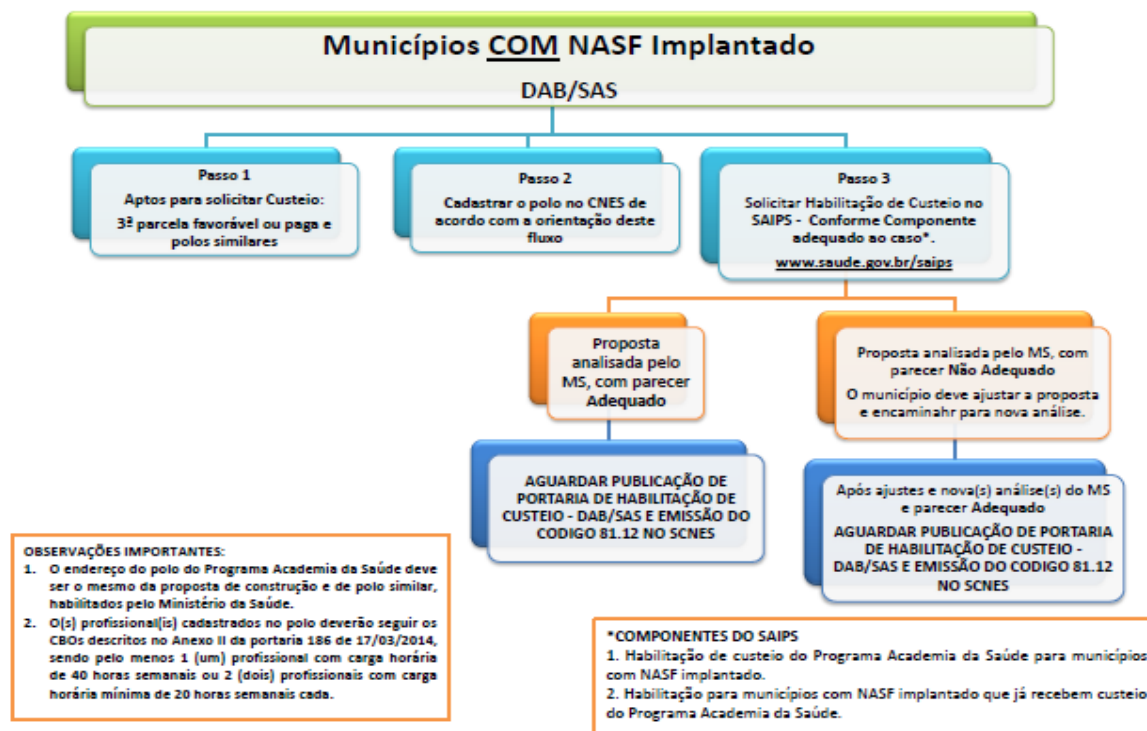 Municípios COM NASF Implantado
DAB/SAS
Passo 1
Aptos para solicitar Custeio:
3ª parcela favorável ou paga e
polos similares
Passo 2
Cadastrar o polo no CNES de
acordo com a orientação deste
fluxo
Passo 3
Solicitar Habilitação de Custeio no
SAIPS - Conforme Componente
adequado ao caso*.
www.saude.gov.br/saips
Proposta
analisada pelo
MS, com parecer
Adequado
Proposta analisada pelo MS, com
parecer Não Adequado
O município deve ajustar a proposta
e encaminahr para nova análise.
AGUARDAR PUBLICAÇÃO DE
PORTARIA DE HABILITAÇÃO DE
CUSTEIO - DAB/SAS E EMISSÃO DO
CODIGO 81.12 NO SCNES
Após ajustes e nova(s) análise(s) do MS
e parecer Adequado
AGUARDAR PUBLICAÇÃO DE PORTARIA
DE HABILITAÇÃO DE CUSTEIO -
DAB/SAS E EMISSÃO DO CODIGO 81.12
NO SCNES
OBSERVAÇÕES IMPORTANTES:
1. O endereço do polo do Programa Academia da Saúde deve
ser o mesmo da proposta de construção e de polo similar,
habilitados pelo Ministério da Saúde.
2. O(s) profissional(is) cadastrados no polo deverão seguir os
CBOs descritos no Anexo II da portaria 186 de 17/03/2014,
sendo pelo menos 1 (um) profissional com carga horária
de 40 horas semanais ou 2 (dois) profissionais com carga
horária mínima de 20 horas semanais cada.
*COMPONENTES DO SAIPS
1. Habilitação de custeio do Programa Academia da Saúde para municípios
com NASF implantado.
2. Habilitação para municípios com NASF implantado que já recebem custeio
do Programa Academia da Saúde.